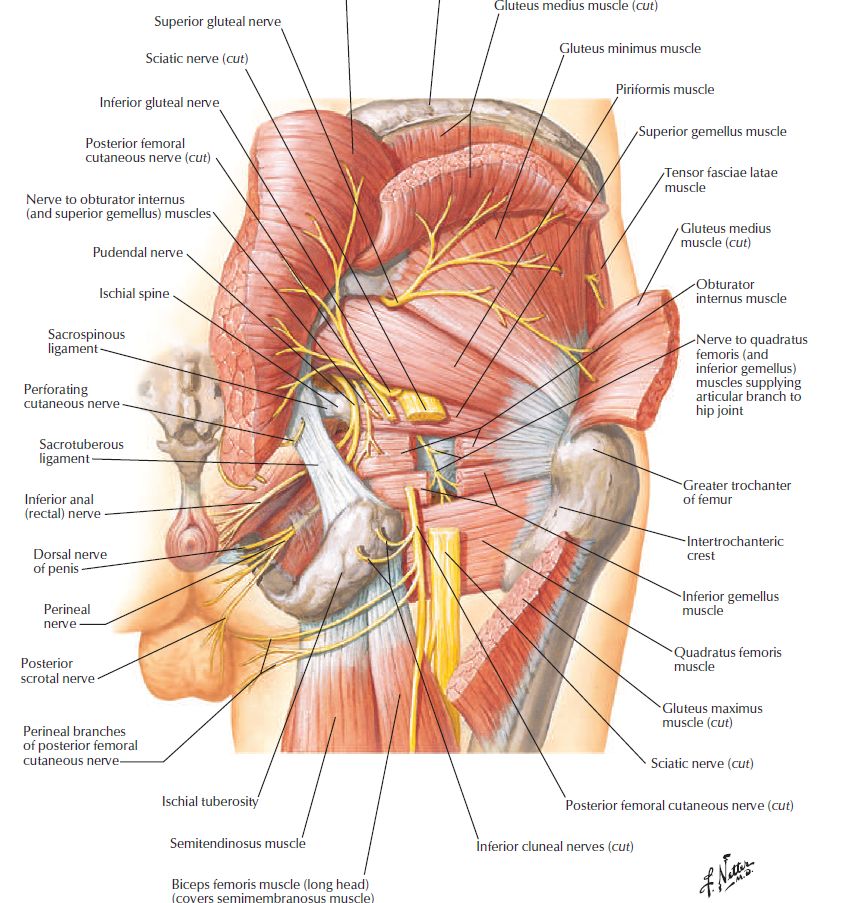 Gluteus medius muscle (cut)
Superior gluteal nerve
Gluteus minimus muscle
Sciatic nerve (cut)
Piriformis muscle
Inferior gluteal nerve
Superior gemellus muscle
Posterior femoral
cutaneous nerve (cut)
Tensor fasciae latae
muscle
Nerve to obturator internus
(and superior gemellus) muscles
Gluteus medius
muscle (cut)
Pudendal nerve
Obturator
internus muscle
Ischial spine
Sacrospinous
ligament
Nerve to quadratus
femoris (and
inferior gemellus)
muscles supplying
articular branch to
hip joint
Perforating
cutaneous nerve
Sacrotuberous
ligament
Greater trochanter
of femur
Inferior anal
(rectal) nerve
Intertrochanteric
crest
Dorsal nerve
of penis
Inferior gemellus
muscle
Perineal
nerve
Quadratus femoris
muscle
Posterior
scrotal nerve
Gluteus maximus
muscle (cut)
Perineal branches
of posterior femoral
cutaneous nerve
Sciatic nerve (cut)
Ischial tuberosity
Posterior femoral cutaneous nerve (cut)
Semitendinosus muscle
Inferior cluneal nerves (cut)
Biceps femoris muscle (long head)
(covers semimembranosus muscle)
F. Netter
M.D.